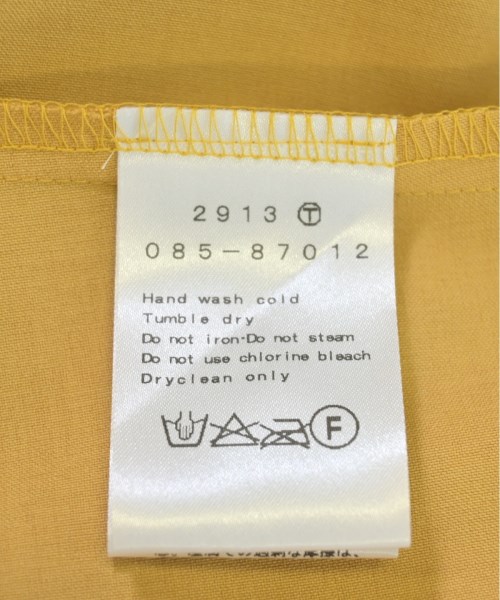 2913 Ⓣ
085-87012
Hand wash cold
Tumble dry
Do not iron·Do not steam
Do not use chlorine bleach
Dryclean only
F